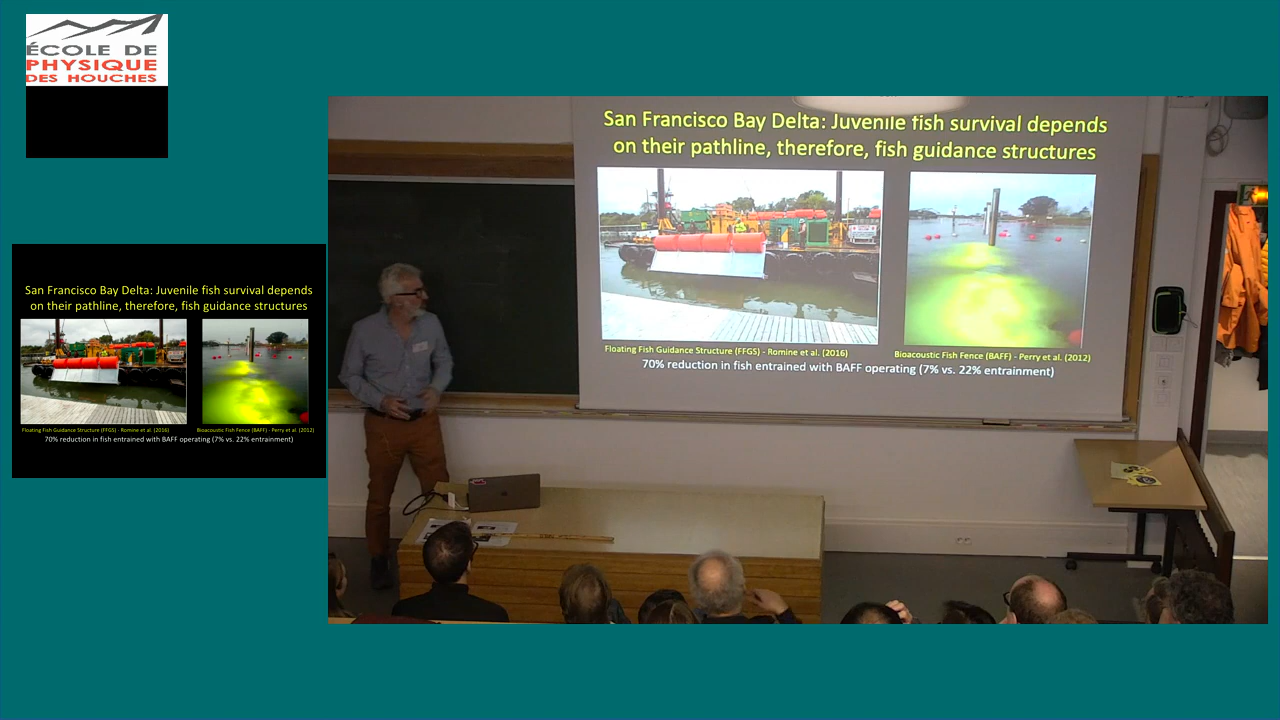 ÉCOLE DE
PHYSIQUE
DES HOUCHES
San Francisco Bay Delta: Juvenile fish survival depends
on their pathline, therefore, fish guidance structures
Floating Fish Guidance Structure (FFGS) - Romine et al. (2016)
Bioacoustic Fish Fence (BAFF) - Perry et al. (2012)
70% reduction in fish entrained with BAFF operating (7% vs. 22% entrainment)
San Francisco Bay Delta: Juvenile fish survival depends
on their pathline, therefore, fish guidance structures
Floating Fish Guidance Structure (FFGS) - Romine et al. (2016)
Bioacoustic Fish Fence (BAFF) - Perry et al. (2012)
70% reduction in fish entrained with BAFF operating (7% vs. 22% entrainment)